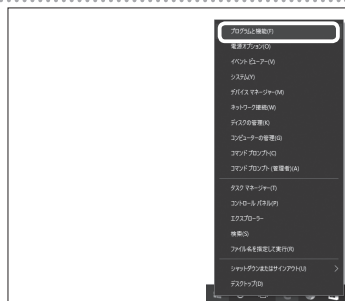 プログラムと機能(F)
電源オプション(O)
イベント ビューアー(V)
システム(Y)
デバイス マネージャー(M)
ネットワーク接続(W)
ディスクの管理(K)
コンピューターの管理(G)
コマンド プロンプト(C)
コマンド プロンプト (管理者)(A)
タスク マネージャー(T)
コントロール パネル(P)
エクスプローラー
検索(S)
ファイル名を指定して実行(R)
シャットダウンまたはサインアウト(U)
デスクトップ(D)